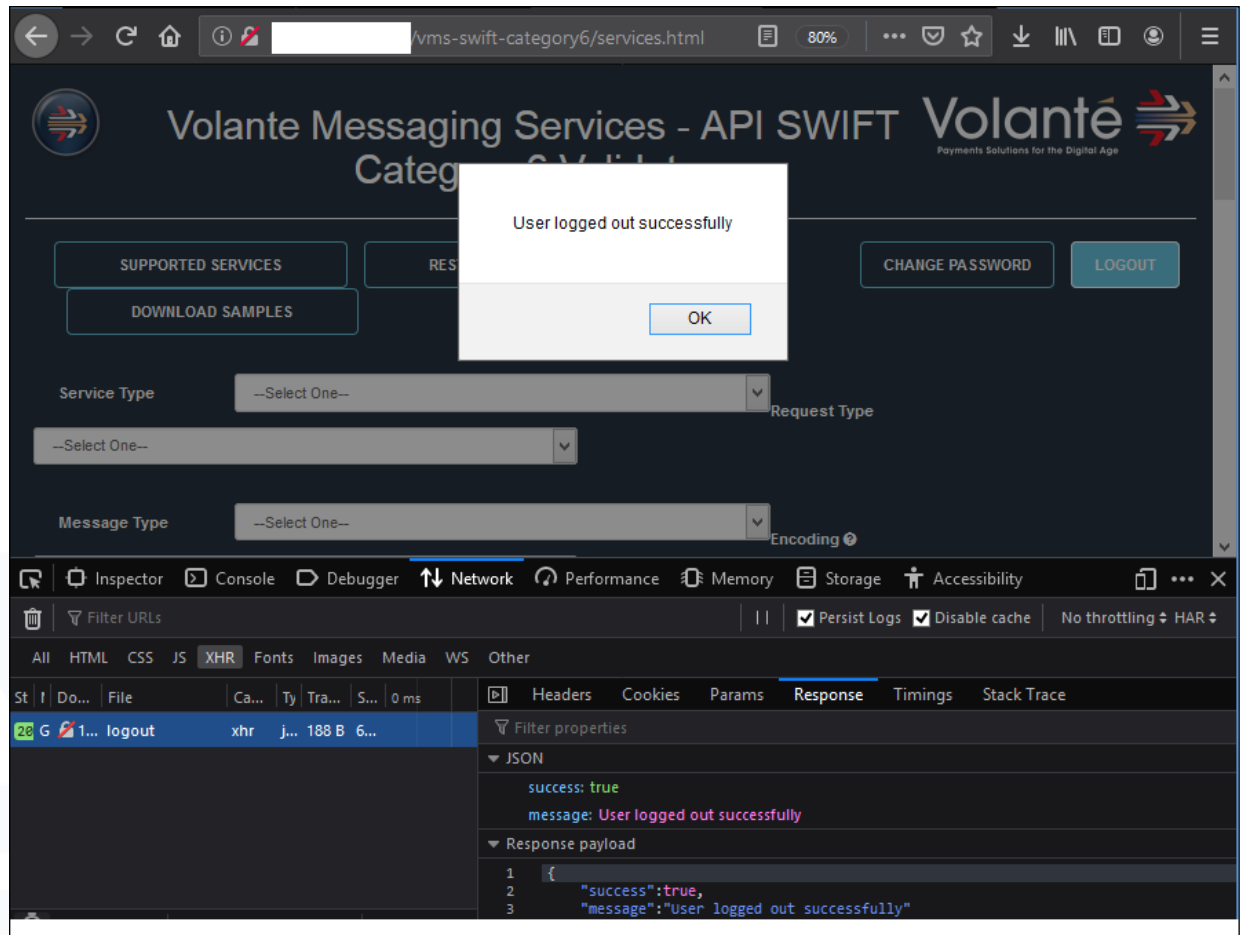 /vms-swift-category6/services.html 80%
Volante Messaging Services - API SWIFT
Volanté
Payments Solutions for the Digital Age
User logged out successfully
OK
SUPPORTED SERVICES
CHANGE PASSWORD
LOGOUT
DOWNLOAD SAMPLES
Service Type --Select One--
Request Type
--Select One--
Message Type --Select One--
Encoding
Inspector Console Debugger Network Performance Memory Storage Accessibility
Filter URLs Persist Logs Disable cache No throttling HAR
All HTML CSS JS XHR Fonts Images Media WS Other
St Do... File Ca... Ty Tra... S... 0 ms Headers Cookies Params Response Timings Stack Trace
20 G 1... logout xhr j... 188 B 6... Filter properties
JSON
success: true
message: User logged out successfully
Response payload
1 {
2 "success":true,
3 "message":"User logged out successfully"